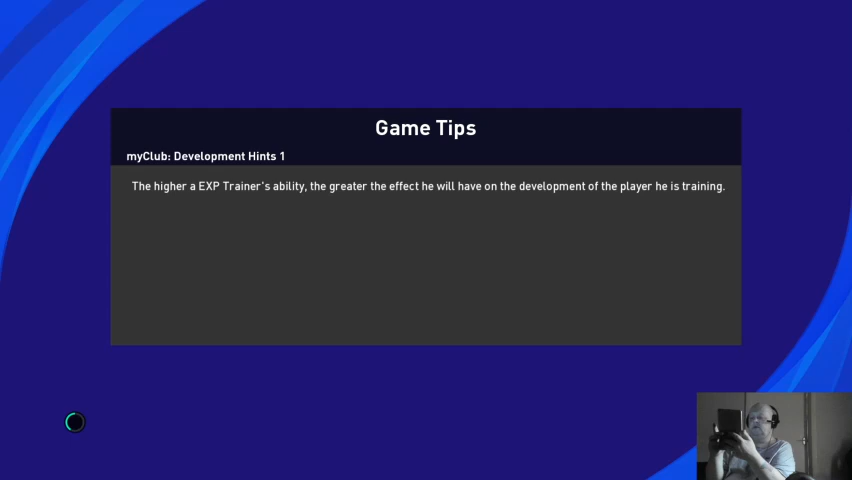 Game Tips
myClub: Development Hints 1
The higher a EXP Trainer's ability, the greater the effect he will have on the development of the player he is training.